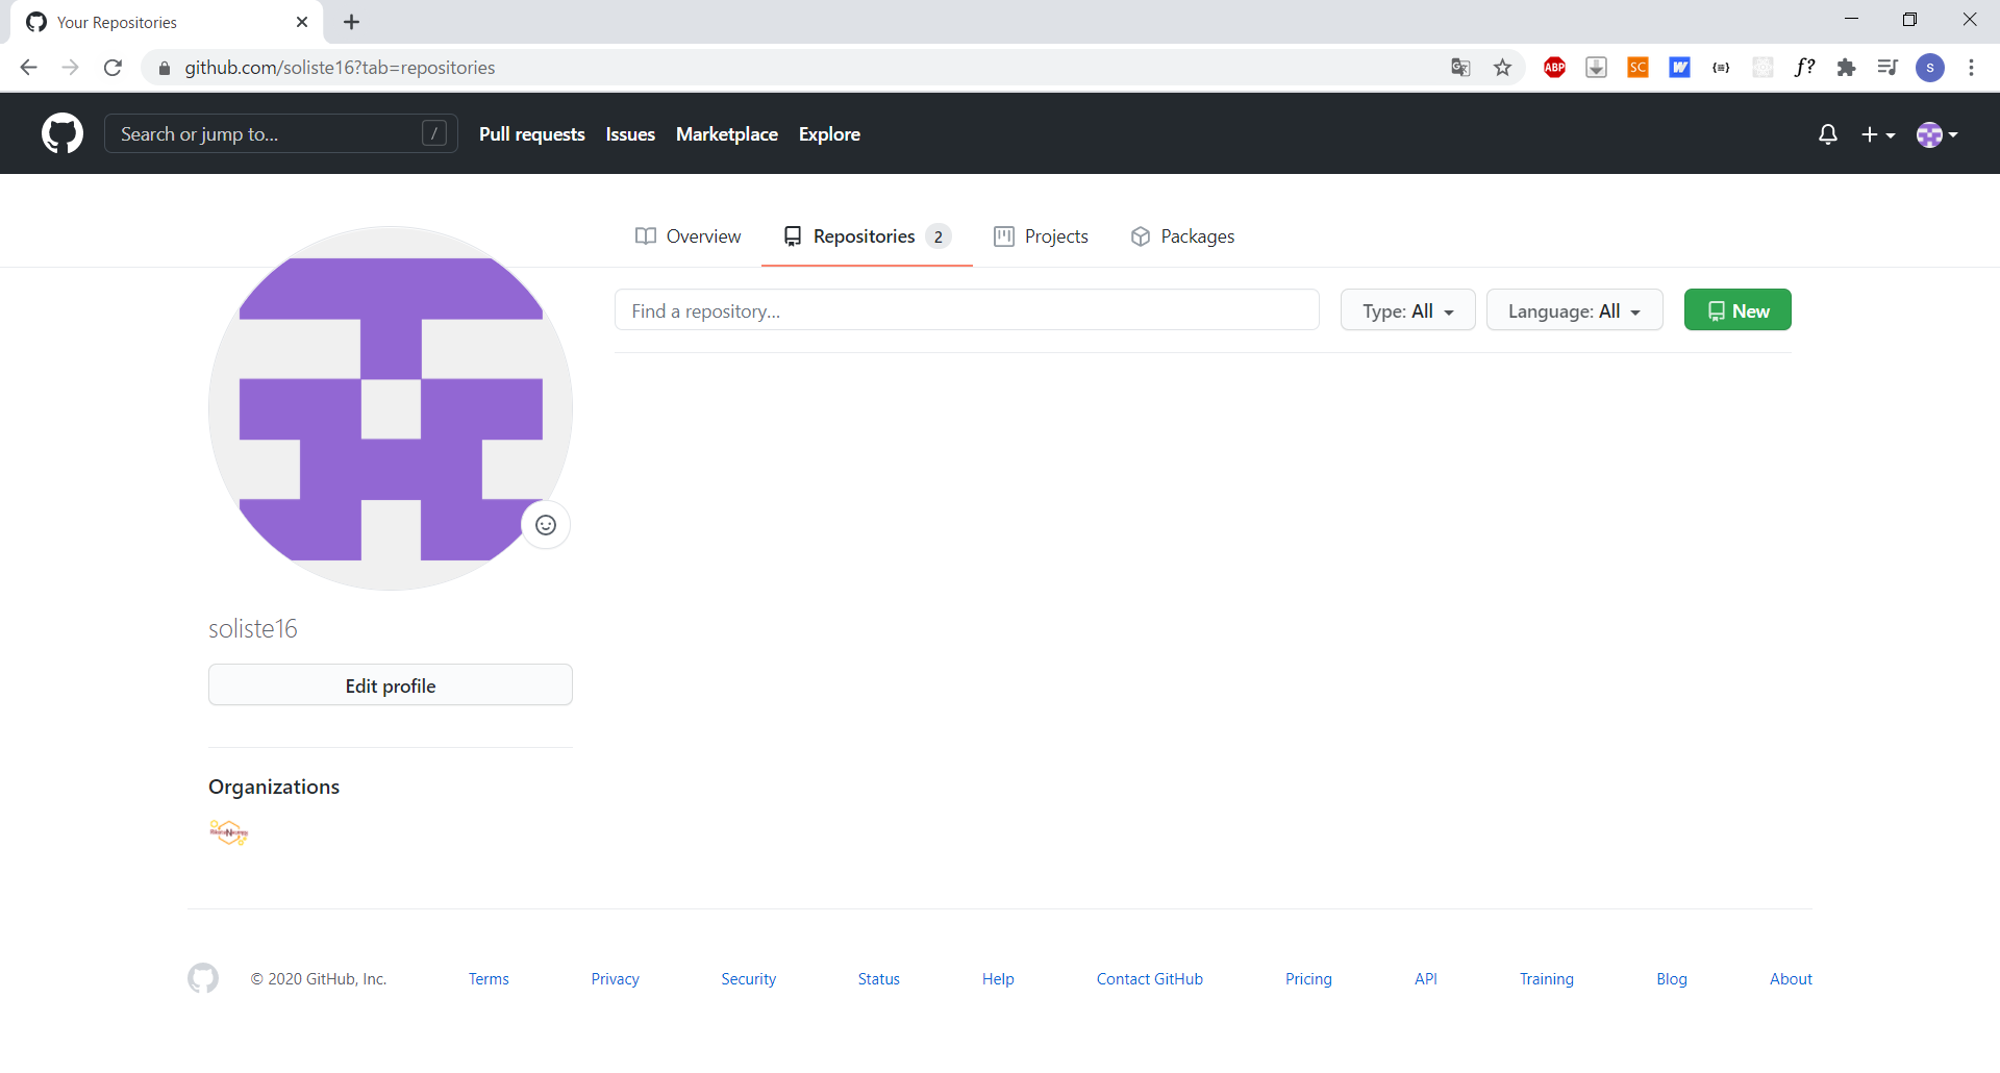 Your Repositories
github.com/soliste16?tab=repositories
ABP
SC
W
f?
s
Search or jump to...
/
Pull requests
Issues
Marketplace
Explore
Overview
Repositories 2
Projects
Packages
Find a repository...
Type: All
Language: All
New
soliste16
Edit profile
Organizations
© 2020 GitHub, Inc.
Terms
Privacy
Security
Status
Help
Contact GitHub
Pricing
API
Training
Blog
About